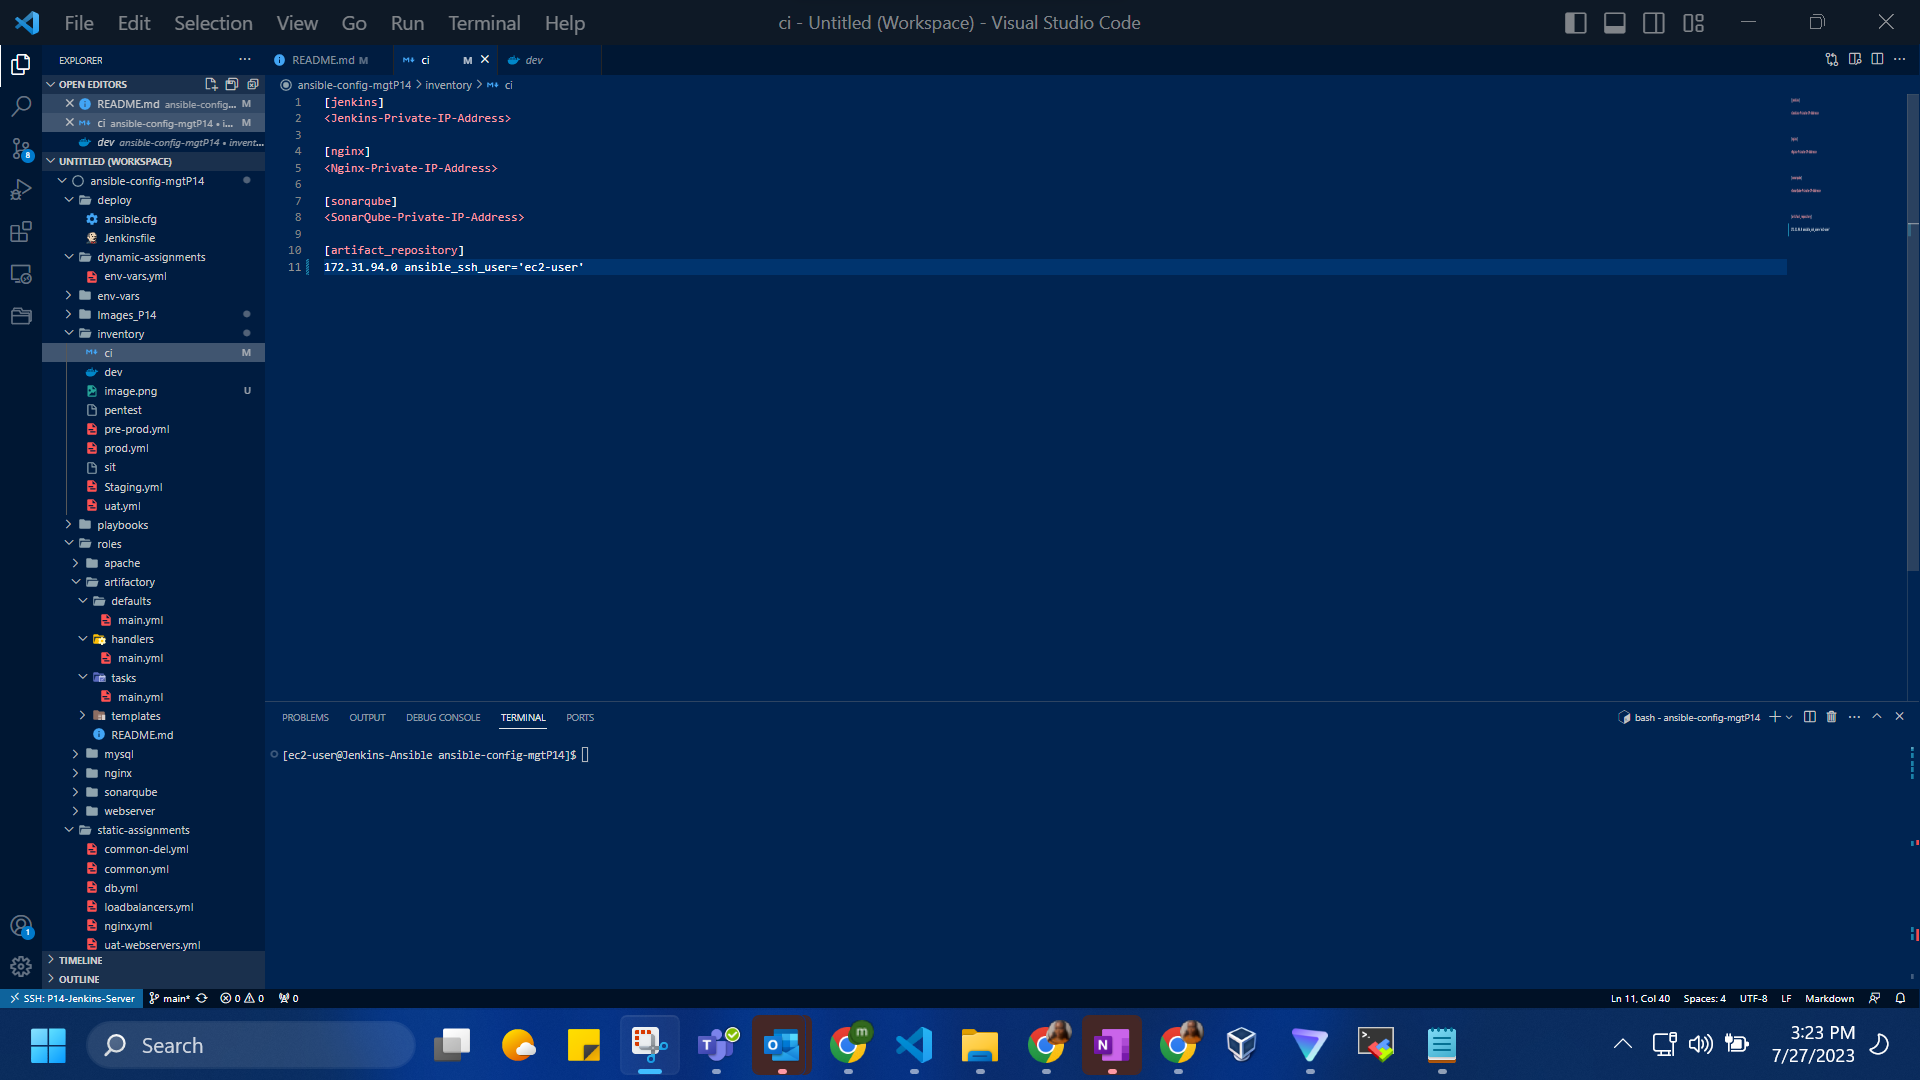 File Edit Selection View Go Run Terminal Help
ci - Untitled (Workspace) - Visual Studio Code
EXPLORER
OPEN EDITORS
README.md ansible-config... M
ci ansible-config-mgtP14 • i... M
dev ansible-config-mgtP14 • invent...
UNTITLED (WORKSPACE)
ansible-config-mgtP14
deploy
ansible.cfg
Jenkinsfile
dynamic-assignments
env-vars.yml
env-vars
Images_P14
inventory
ci M
dev
image.png U
pentest
pre-prod.yml
prod.yml
sit
Staging.yml
uat.yml
playbooks
roles
apache
artifactory
defaults
main.yml
handlers
main.yml
tasks
main.yml
templates
README.md
mysql
nginx
sonarqube
webserver
static-assignments
common-del.yml
common.yml
db.yml
loadbalancers.yml
nginx.yml
uat-webservers.yml
TIMELINE
OUTLINE
8
1
README.md M
ci M
dev
ansible-config-mgtP14 > inventory > ci
1 [jenkins]
2 <Jenkins-Private-IP-Address>
3
4 [nginx]
5 <Nginx-Private-IP-Address>
6
7 [sonarqube]
8 <SonarQube-Private-IP-Address>
9
10 [artifact_repository]
11 172.31.94.0 ansible_ssh_user='ec2-user'
PROBLEMS OUTPUT DEBUG CONSOLE TERMINAL PORTS
bash - ansible-config-mgtP14
[ec2-user@Jenkins-Ansible ansible-config-mgtP14]$
SSH: P14-Jenkins-Server main* 0 0 0
Ln 11, Col 40 Spaces: 4 UTF-8 LF Markdown
Search
3:23 PM
7/27/2023